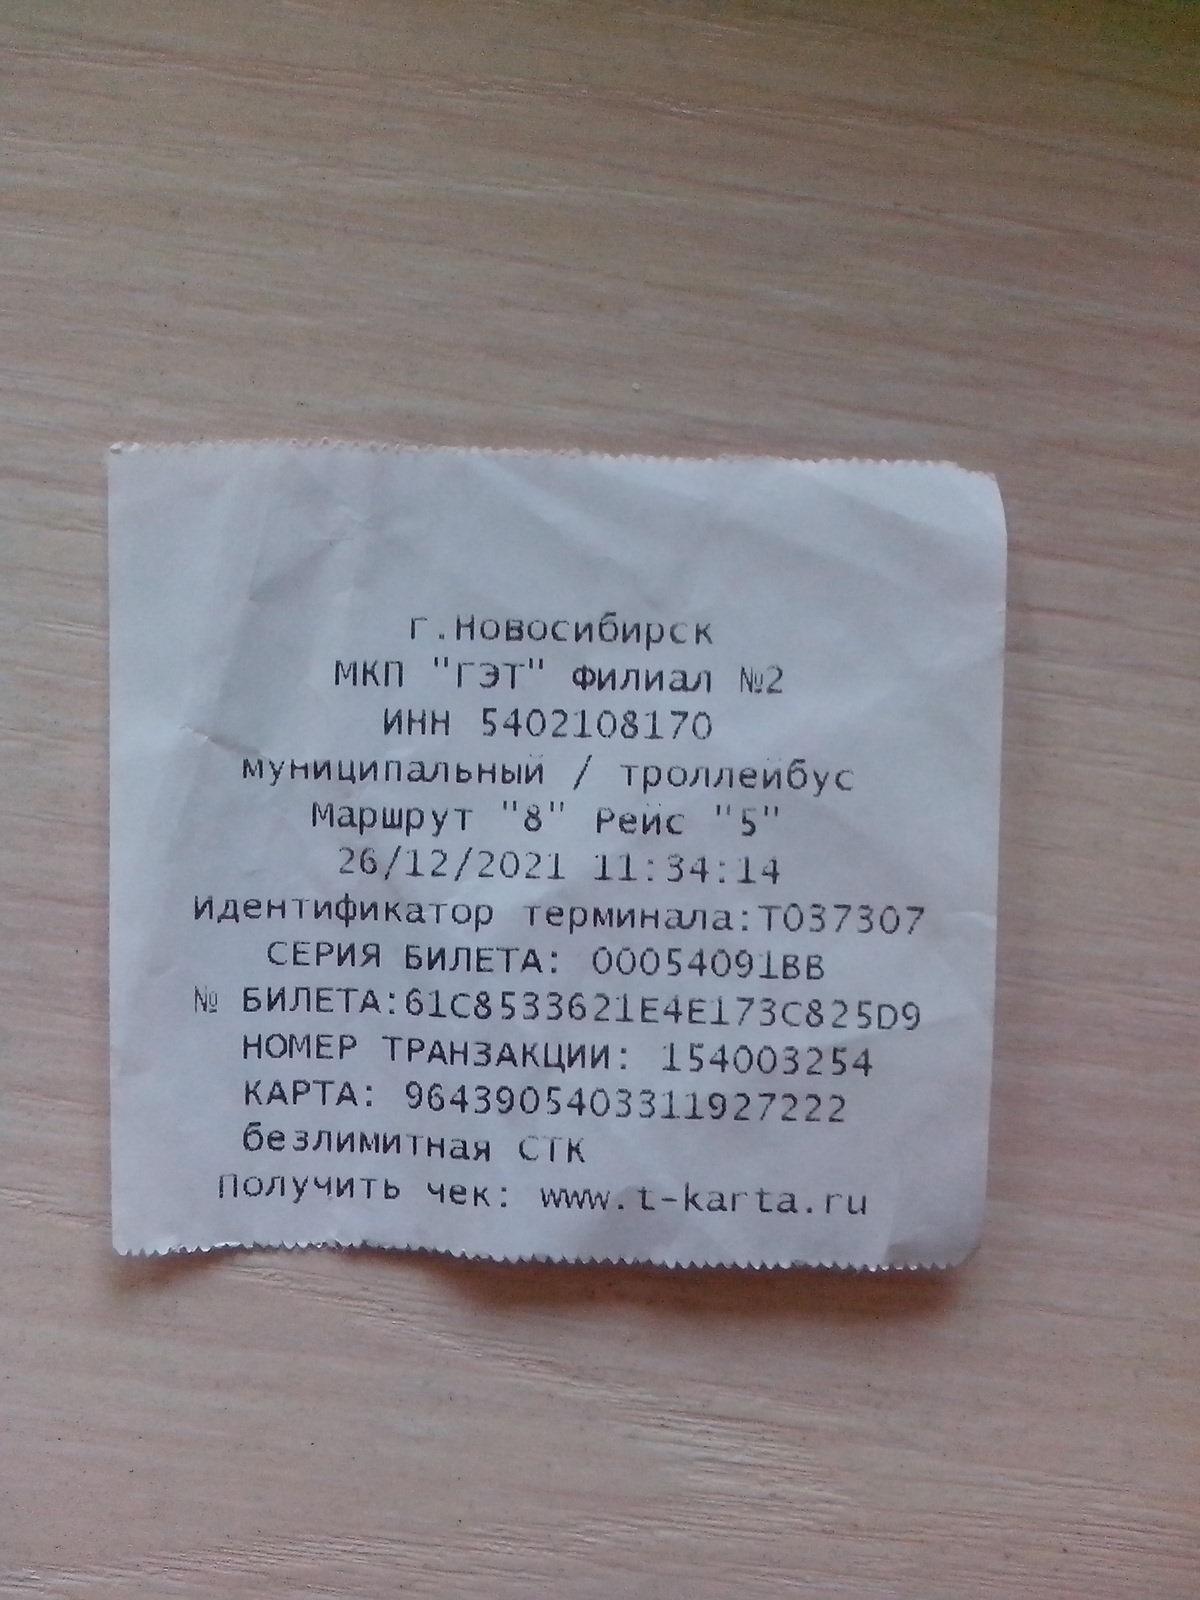 г.Новосибирск
МКП "ГЭТ" Филиал №2
ИНН 5402108170
муниципальный / троллейбус
Маршрут "8" Рейс "5"
26/12/2021 11:34:14
Идентификатор терминала:Т037307
СЕРИЯ БИЛЕТА: 00054091BB
№ БИЛЕТА:61C8533621E4E173C825D9
НОМЕР ТРАНЗАКЦИИ: 154003254
КАРТА: 9643905403311927222
безлимитная СТК
Получить чек: www.t-karta.ru